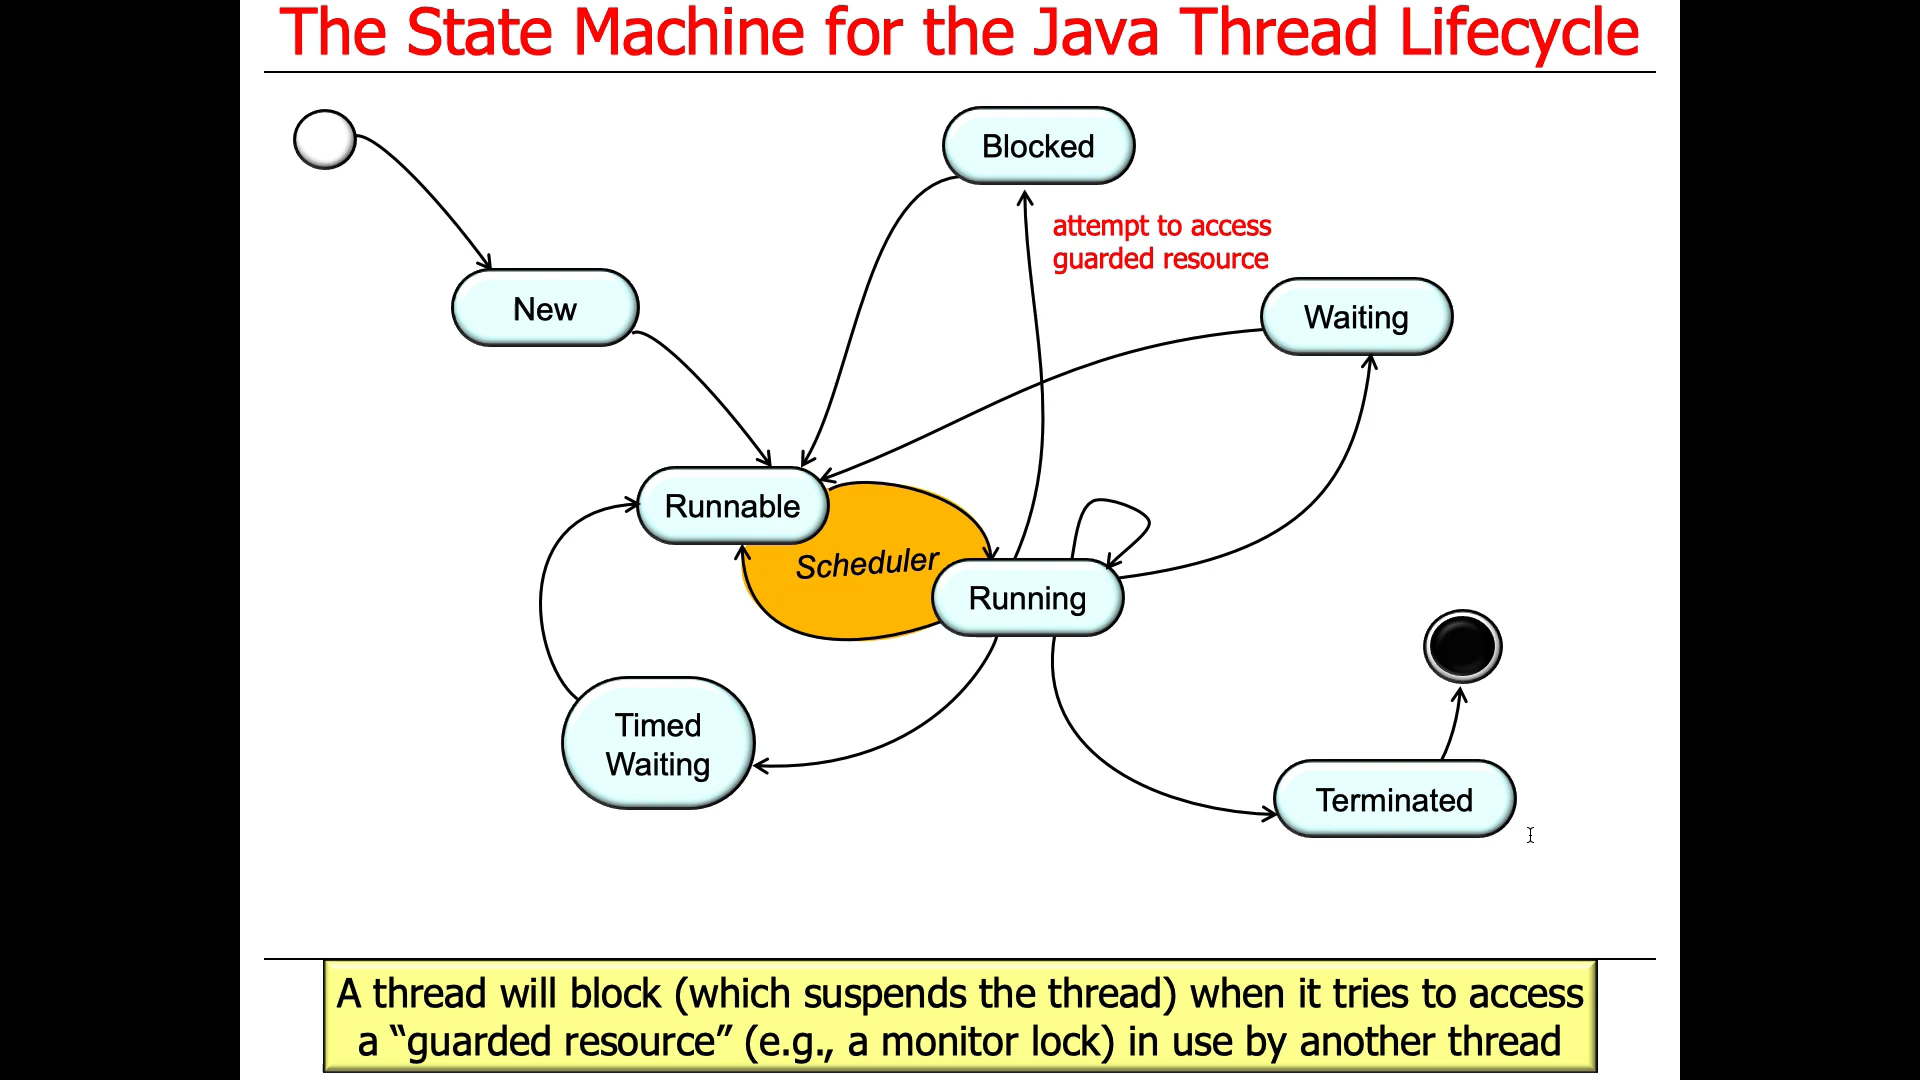 The State Machine for the Java Thread Lifecycle
Blocked
attempt to access
guarded resource
New
Waiting
Runnable
Scheduler
Running
Timed
Waiting
Terminated
A thread will block (which suspends the thread) when it tries to access
a “guarded resource” (e.g., a monitor lock) in use by another thread